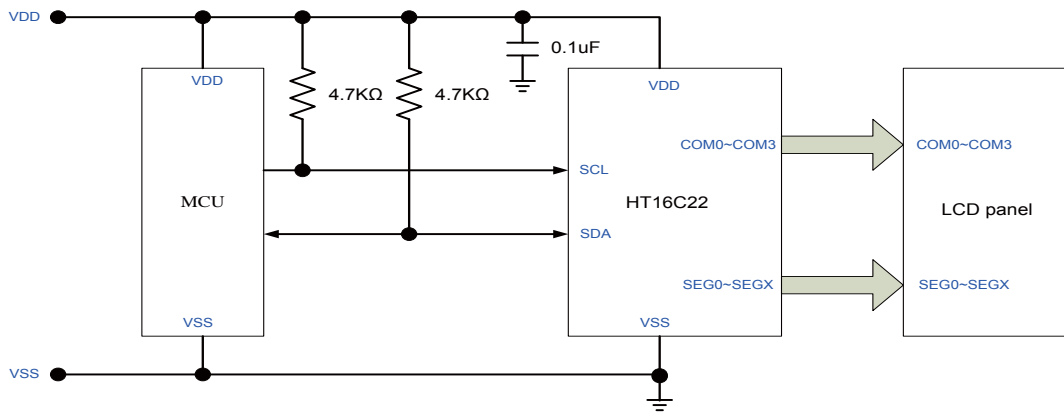 VDD
0.1uF
VDD
4.7KΩ
4.7KΩ
VDD
COM0~COM3
COM0~COM3
SCL
MCU
HT16C22
LCD panel
SDA
SEG0~SEGX
SEG0~SEGX
VSS
VSS
VSS